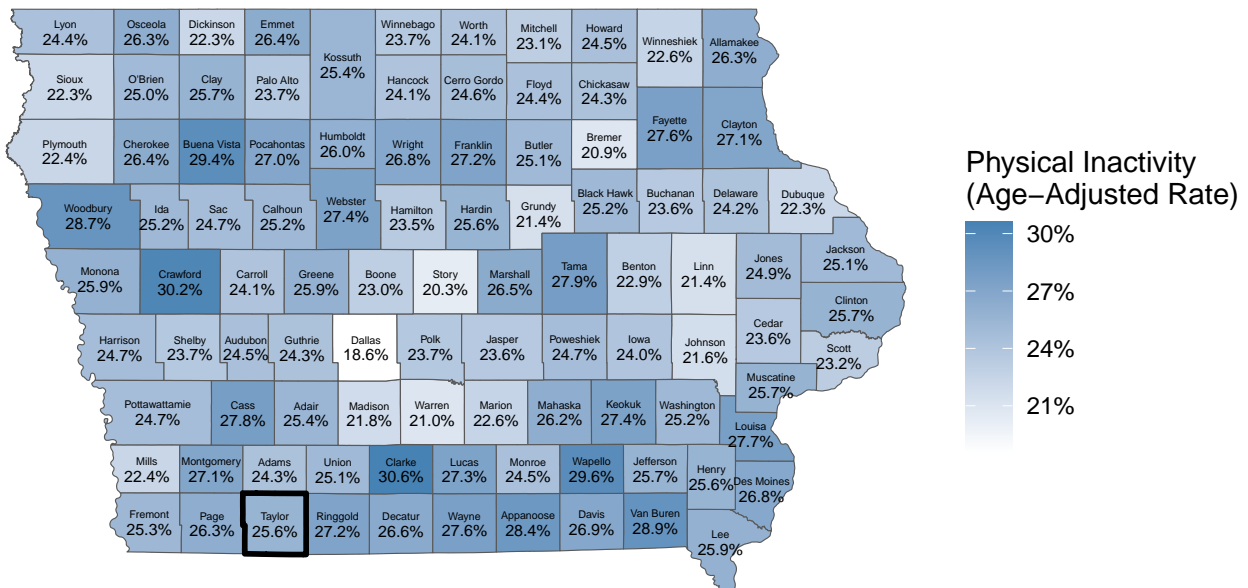 Lyon
24.4%
Osceola
26.3%
Dickinson
22.3%
Emmet
26.4%
Kossuth
25.4%
Winnebago
23.7%
Worth
24.1%
Mitchell
23.1%
Howard
24.5%
Winneshiek
22.6%
Allamakee
26.3%
Sioux
22.3%
O'Brien
25.0%
Clay
25.7%
Palo Alto
23.7%
Hancock
24.1%
Cerro Gordo
24.6%
Floyd
24.4%
Chickasaw
24.3%
Fayette
27.6%
Clayton
27.1%
Plymouth
22.4%
Cherokee
26.4%
Buena Vista
29.4%
Pocahontas
27.0%
Humboldt
26.0%
Wright
26.8%
Franklin
27.2%
Butler
25.1%
Bremer
20.9%
Woodbury
28.7%
Ida
25.2%
Sac
24.7%
Calhoun
25.2%
Webster
27.4%
Hamilton
23.5%
Hardin
25.6%
Grundy
21.4%
Black Hawk
25.2%
Buchanan
23.6%
Delaware
24.2%
Dubuque
22.3%
Monona
25.9%
Crawford
30.2%
Carroll
24.1%
Greene
25.9%
Boone
23.0%
Story
20.3%
Marshall
26.5%
Tama
27.9%
Benton
22.9%
Linn
21.4%
Jones
24.9%
Jackson
25.1%
Clinton
25.7%
Harrison
24.7%
Shelby
23.7%
Audubon
24.5%
Guthrie
24.3%
Dallas
18.6%
Polk
23.7%
Jasper
23.6%
Poweshiek
24.7%
Iowa
24.0%
Johnson
21.6%
Cedar
23.6%
Scott
23.2%
Muscatine
25.7%
Pottawattamie
24.7%
Cass
27.8%
Adair
25.4%
Madison
21.8%
Warren
21.0%
Marion
22.6%
Mahaska
26.2%
Keokuk
27.4%
Washington
25.2%
Louisa
27.7%
Mills
22.4%
Montgomery
27.1%
Adams
24.3%
Union
25.1%
Clarke
30.6%
Lucas
27.3%
Monroe
24.5%
Wapello
29.6%
Jefferson
25.7%
Henry
25.6%
Des Moines
26.8%
Fremont
25.3%
Page
26.3%
Taylor
25.6%
Ringgold
27.2%
Decatur
26.6%
Wayne
27.6%
Appanoose
28.4%
Davis
26.9%
Van Buren
28.9%
Lee
25.9%
Physical Inactivity
(Age−Adjusted Rate)
30%
27%
24%
21%